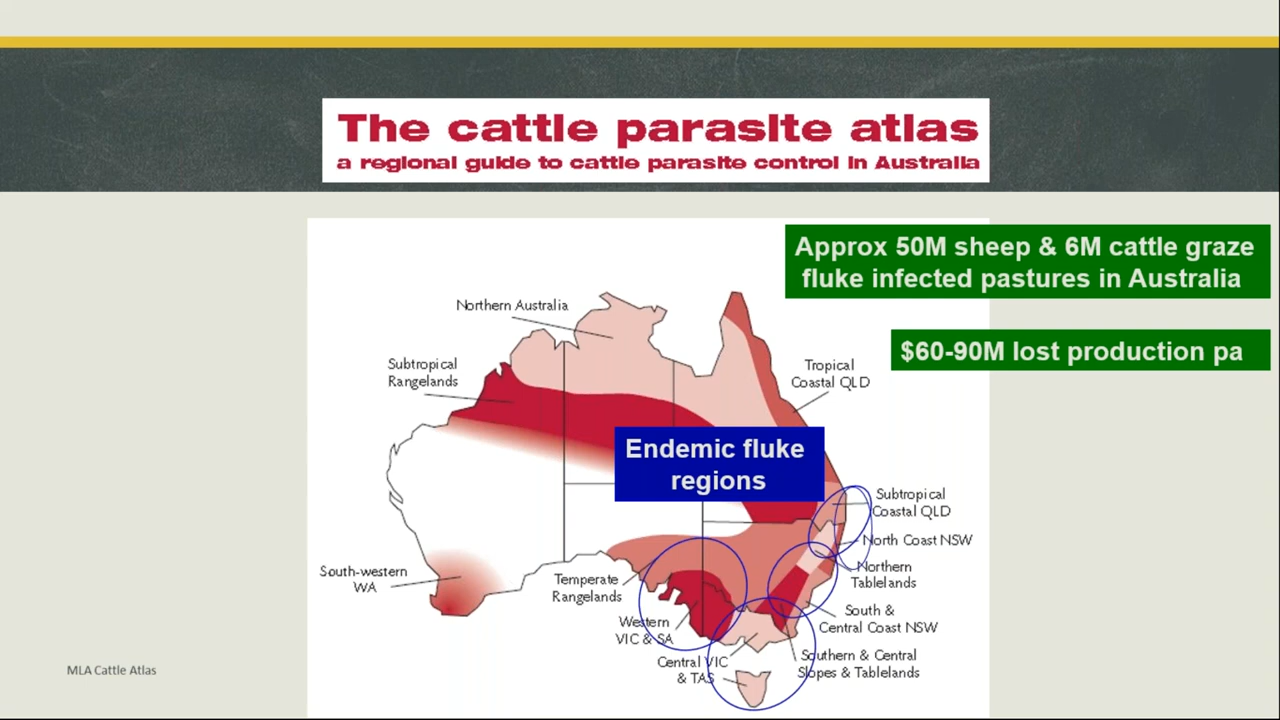 The cattle parasite atlas
a regional guide to cattle parasite control in Australia
Approx 50M sheep & 6M cattle graze
fluke infected pastures in Australia
$60-90M lost production pa
Northern Australia
Subtropical
Rangelands
Tropical
Coastal QLD
Endemic fluke
regions
Subtropical
Coastal QLD
North Coast NSW
Northern
Tablelands
South-western
WA
Temperate
Rangelands
South &
Central Coast NSW
Western
VIC & SA
Central VIC
& TAS
Southern & Central
Slopes & Tablelands
MLA Cattle Atlas